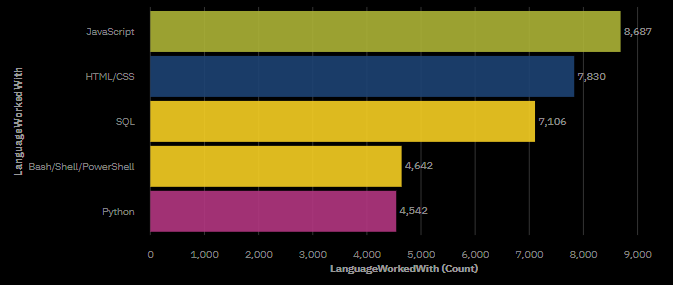 LanguageWorkedWith
JavaScript 8,687
HTML/CSS 7,830
SQL 7,106
Bash/Shell/PowerShell 4,642
Python 4,542
0 1,000 2,000 3,000 4,000 5,000 6,000 7,000 8,000 9,000
LanguageWorkedWith (Count)